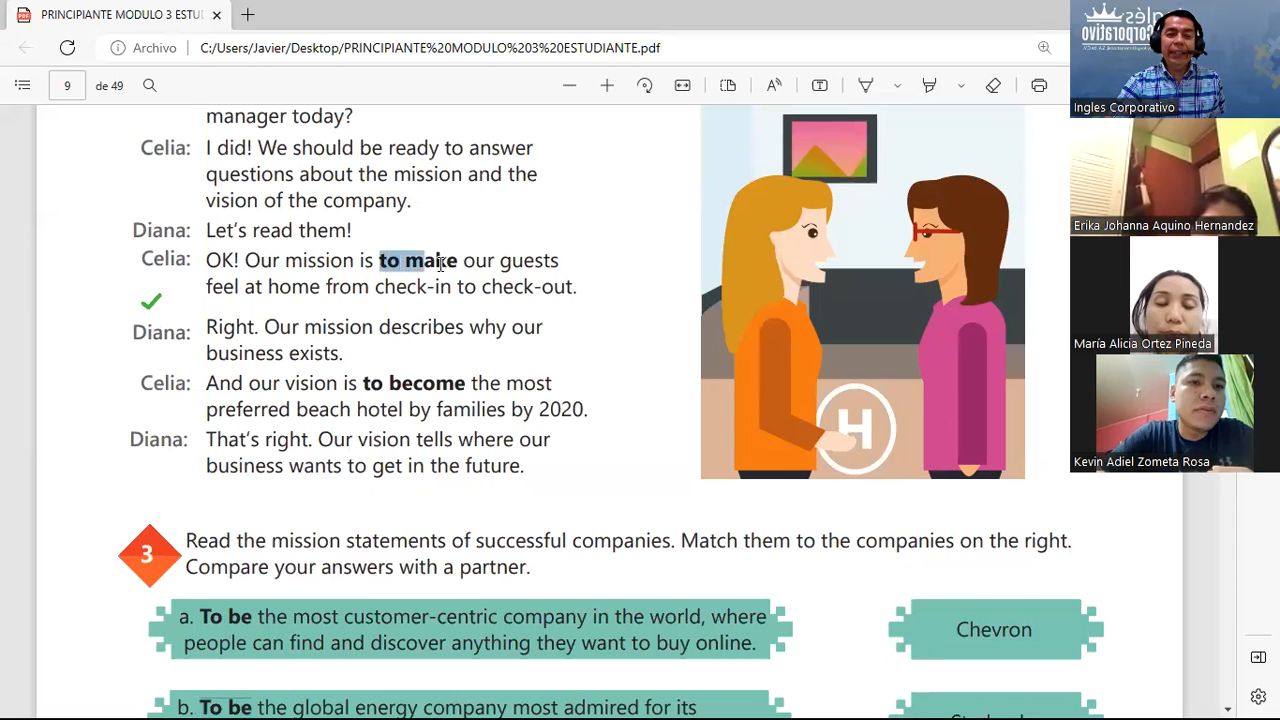 PRINCIPIANTE MODULO 3 ESTU
Archivo
C:/Users/Javier/Desktop/PRINCIPIANTE%20MODULO%203%20ESTUDIANTE.pdf
9
de 49
manager today?
Celia: I did! We should be ready to answer
questions about the mission and the
vision of the company.
Diana: Let's read them!
Celia: OK! Our mission is to make our guests
feel at home from check-in to check-out.
Diana: Right. Our mission describes why our
business exists.
Celia: And our vision is to become the most
preferred beach hotel by families by 2020.
Diana: That's right. Our vision tells where our
business wants to get in the future.
H
3
Read the mission statements of successful companies. Match them to the companies on the right.
Compare your answers with a partner.
a. To be the most customer-centric company in the world, where
people can find and discover anything they want to buy online.
Chevron
b. To be the global energy company most admired for its
Ingles Corporativo
Erika Johanna Aquino Hernandez
María Alicia Ortez Pineda
Kevin Adiel Zometa Rosa